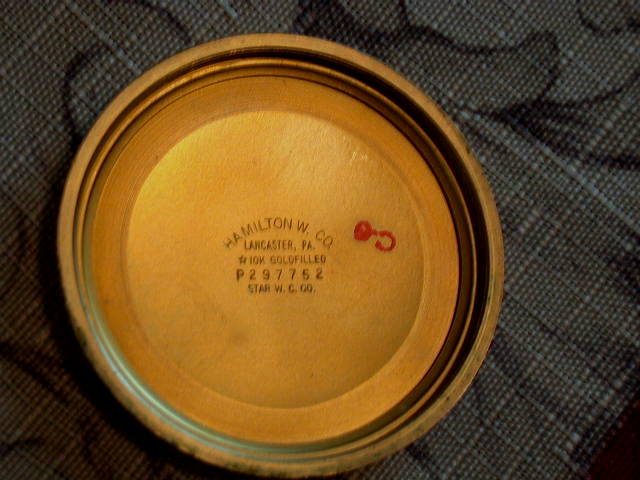 HAMILTON W. CO.
LANCASTER, PA.
☆10K GOLDFILLED
P297752
STAR W. C. CO.